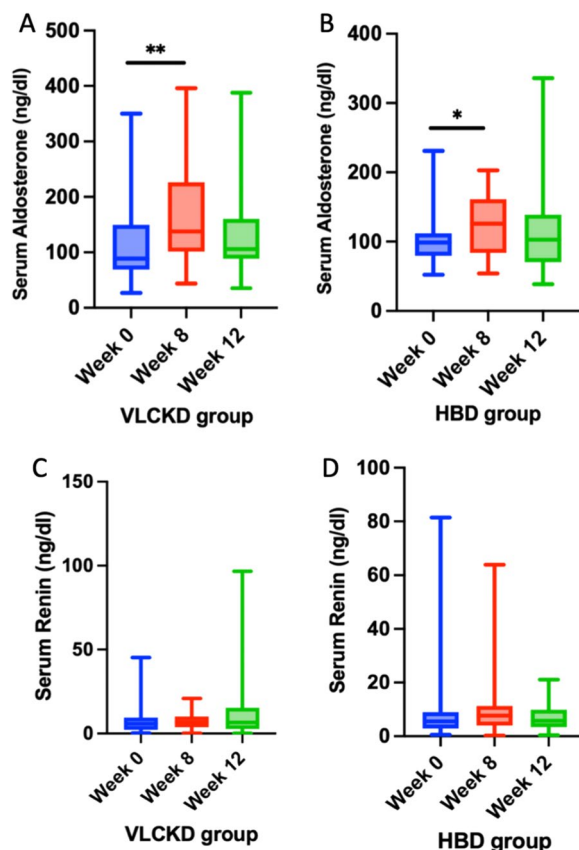 A
Serum Aldosterone (ng/dl)
500
400
300
200
100
0
**
Week 0
Week 8
Week 12
VLCKD group
B
Serum Aldosterone (ng/dl)
400
300
200
100
0
*
Week 0
Week 8
Week 12
HBD group
C
Serum Renin (ng/dl)
150
100
50
0
Week 0
Week 8
Week 12
VLCKD group
D
Serum Renin (ng/dl)
100
80
60
40
20
0
Week 0
Week 8
Week 12
HBD group